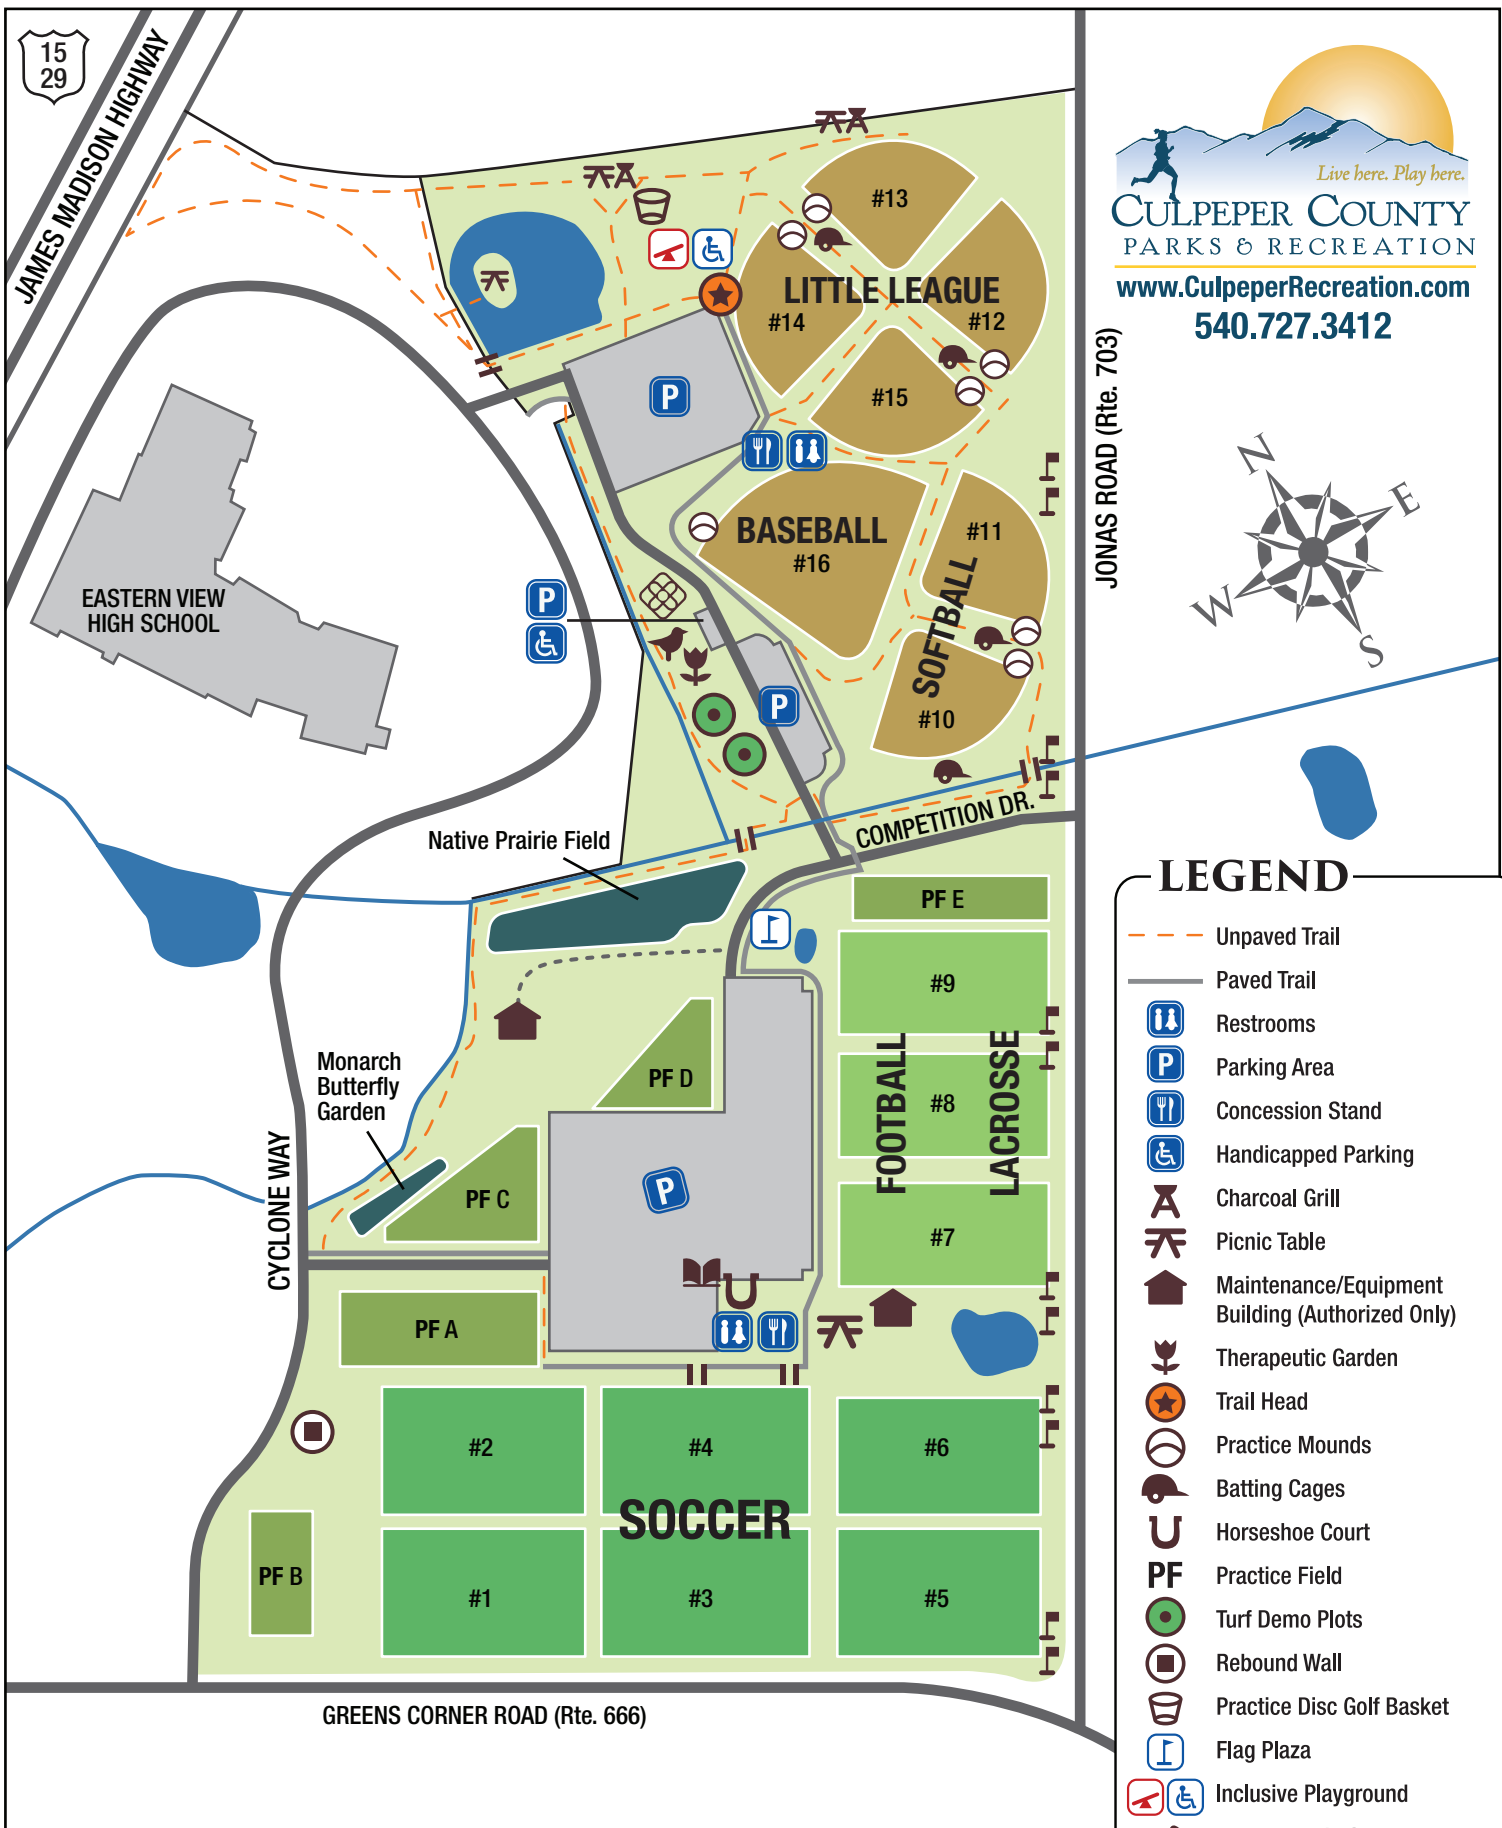 15
29
JAMES MADISON HIGHWAY
Live here. Play here.
CULPEPER COUNTY
PARKS & RECREATION
www.CulpeperRecreation.com
540.727.3412
#13
LITTLE LEAGUE
#14
#12
#15
P
JONAS ROAD (Rte. 703)
N
E
W
S
BASEBALL
#16
#11
SOFTBALL
#10
EASTERN VIEW
HIGH SCHOOL
P
P
COMPETITION DR.
Native Prairie Field
PF E
#9
FOOTBALL
LACROSSE
#8
#7
PF D
Monarch
Butterfly
Garden
PF C
P
CYCLONE WAY
PF A
#2
#4
#6
SOCCER
PF B
#1
#3
#5
GREENS CORNER ROAD (Rte. 666)
LEGEND
Unpaved Trail
Paved Trail
Restrooms
P Parking Area
Concession Stand
Handicapped Parking
Charcoal Grill
Picnic Table
Maintenance/Equipment
Building (Authorized Only)
Therapeutic Garden
Trail Head
Practice Mounds
Batting Cages
Horseshoe Court
PF Practice Field
Turf Demo Plots
Rebound Wall
Practice Disc Golf Basket
Flag Plaza
Inclusive Playground